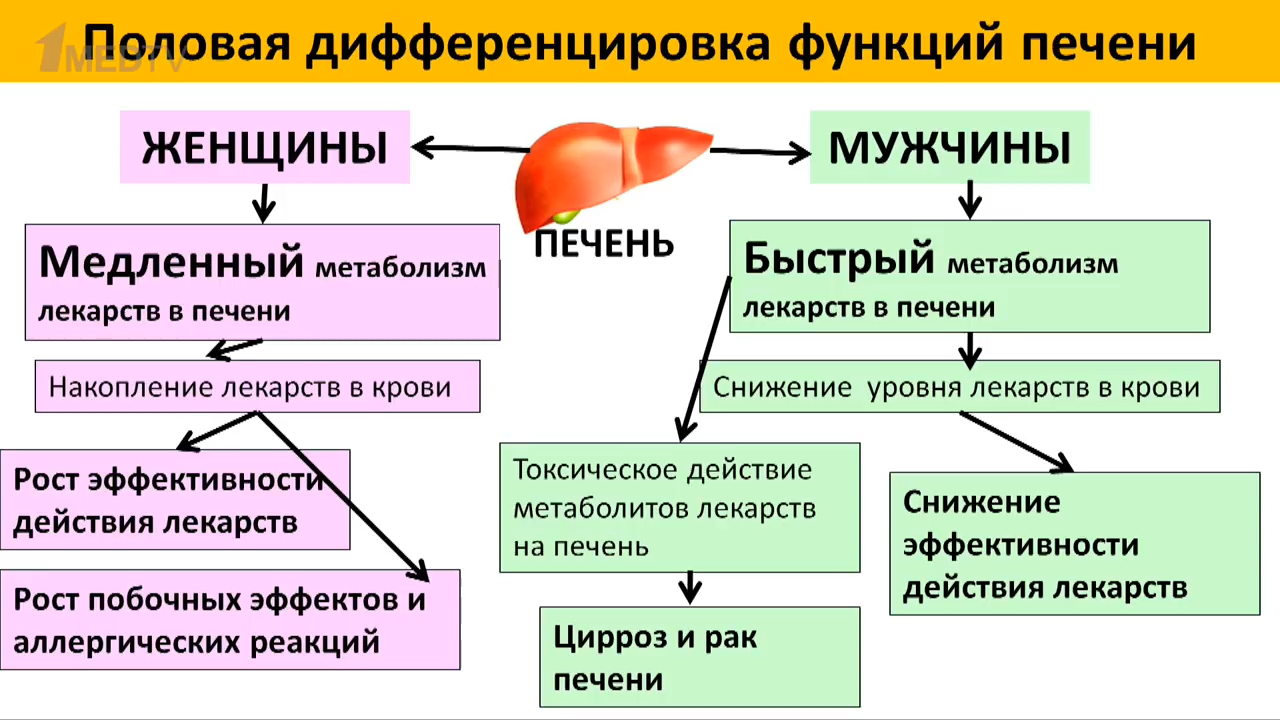 Половая дифференцировка функций печени
1MEDTV
ЖЕНЩИНЫ
МУЖЧИНЫ
ПЕЧЕНЬ
Медленный метаболизм
лекарств в печени
Накопление лекарств в крови
Рост эффективности
действия лекарств
Рост побочных эффектов и
аллергических реакций
Быстрый метаболизм
лекарств в печени
Снижение уровня лекарств в крови
Токсическое действие
метаболитов лекарств
на печень
Цирроз и рак
печени
Снижение
эффективности
действия лекарств